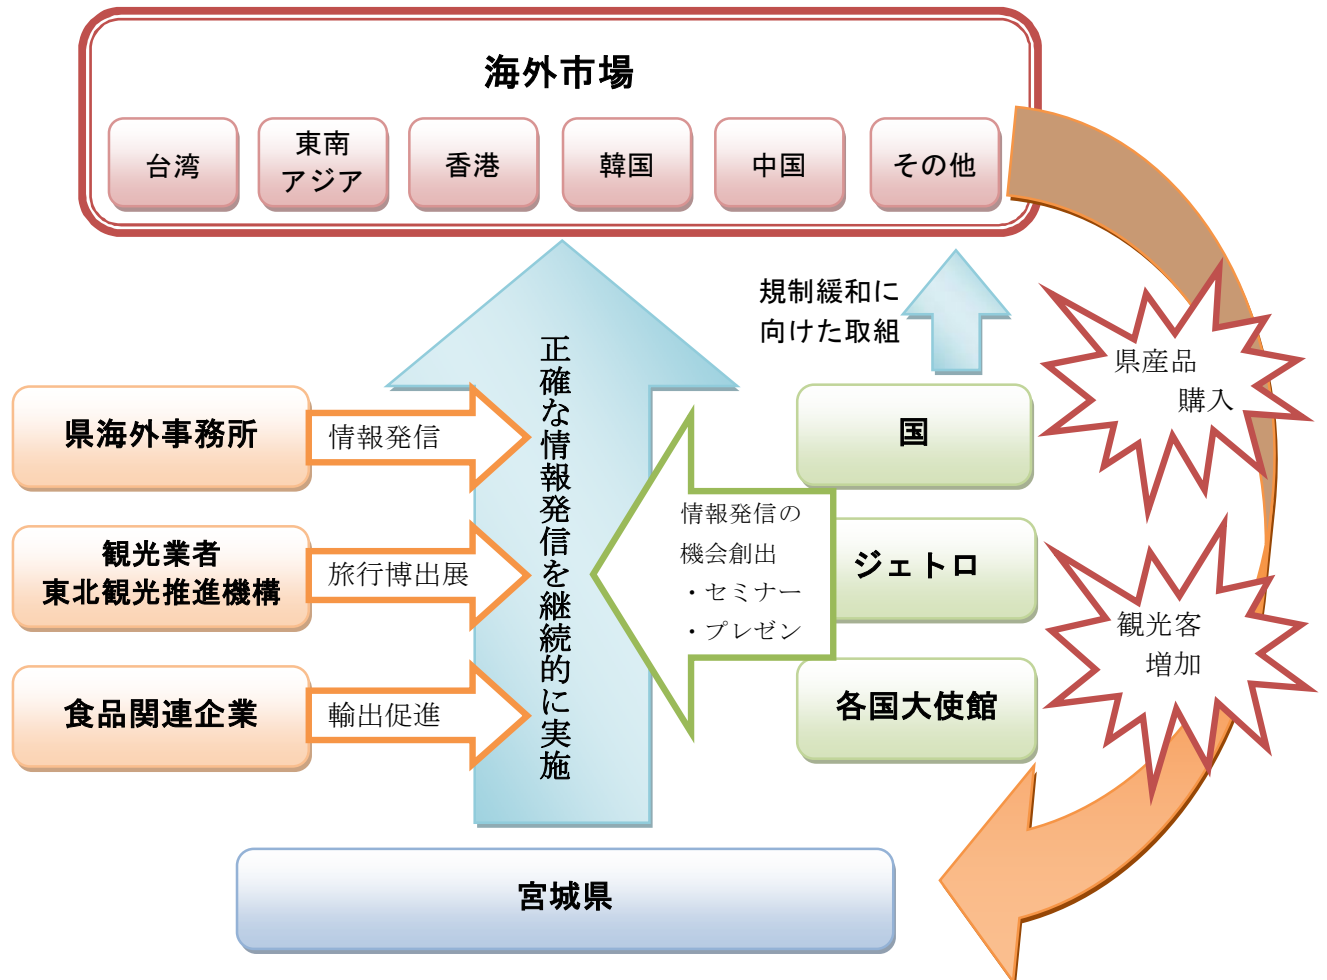 海外市場
台湾
東南
アジア
香港
韓国
中国
その他
規制緩和に
向けた取組
正確な情報発信を継続的に実施
県海外事務所
情報発信
観光業者
東北観光推進機構
旅行博出展
食品関連企業
輸出促進
情報発信の
機会創出
・セミナー
・プレゼン
国
ジェトロ
各国大使館
県産品
購入
観光客
増加
宮城県